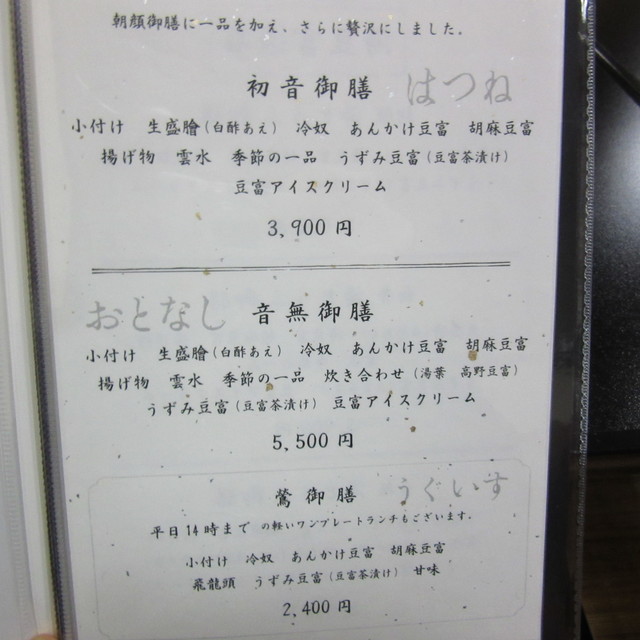 朝顔御膳に一品を加え、さらに贅沢にしました。
初音御膳 はつね
小付け 生盛膾(白酢あえ) 冷奴 あんかけ豆富 胡麻豆富
揚げ物 雲水 季節の一品 うずみ豆富(豆富茶漬け)
豆富アイスクリーム
3,900円
おとなし 音無御膳
小付け 生盛膾(白酢あえ) 冷奴 あんかけ豆富 胡麻豆富
揚げ物 雲水 季節の一品 炊き合わせ(湯葉 高野豆富)
うずみ豆富(豆富茶漬け) 豆富アイスクリーム
5,500円
鶯御膳 うぐいす
平日14時まで の軽いワンプレートランチもございます。
小付け 冷奴 あんかけ豆富 胡麻豆富
飛龍頭 うずみ豆富(豆富茶漬け) 甘味
2,400円